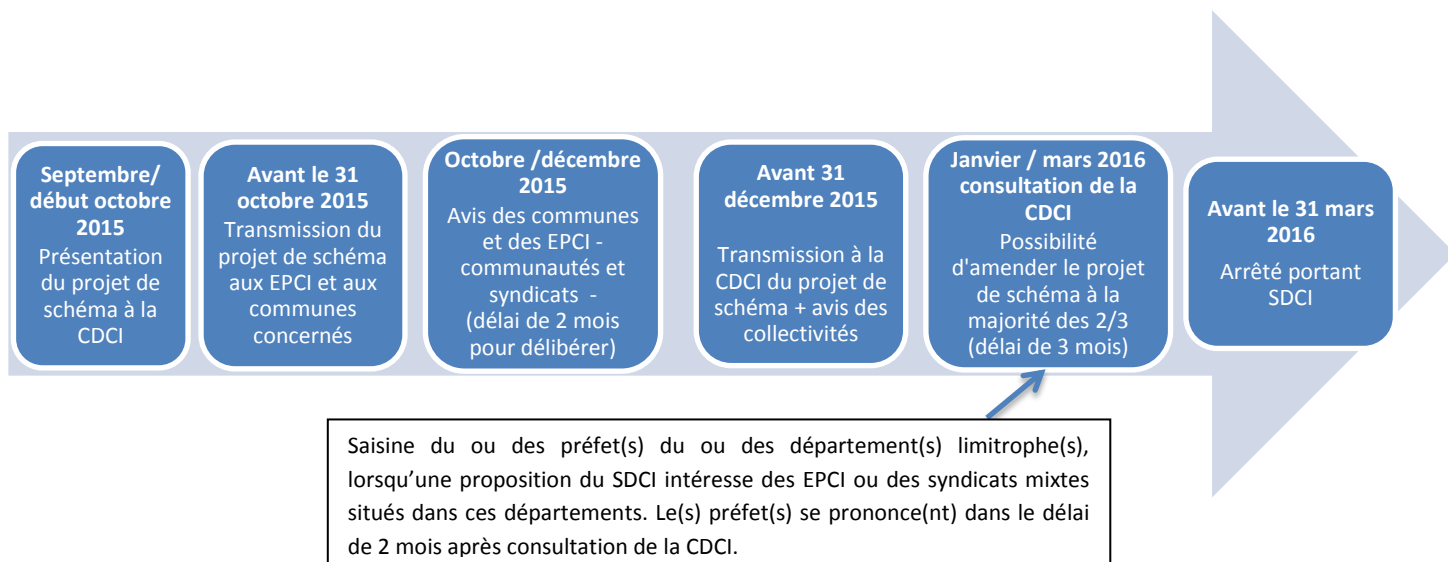 Septembre/
début octobre
2015
Présentation
du projet de
schéma à la
CDCI
Avant le 31
octobre 2015
Transmission du
projet de schéma
aux EPCI et aux
communes
concernés
Octobre /décembre
2015
Avis des communes
et des EPCI -
communautés et
syndicats -
(délai de 2 mois
pour délibérer)
Avant 31
décembre 2015
Transmission à la
CDCI du projet de
schéma + avis des
collectivités
Janvier / mars 2016
consultation de la
CDCI
Possibilité
d'amender le projet
de schéma à la
majorité des 2/3
(délai de 3 mois)
Avant le 31 mars
2016
Arrêté portant
SDCI
Saisine du ou des préfet(s) du ou des département(s) limitrophe(s),
lorsqu’une proposition du SDCI intéresse des EPCI ou des syndicats mixtes
situés dans ces départements. Le(s) préfet(s) se prononce(nt) dans le délai
de 2 mois après consultation de la CDCI.